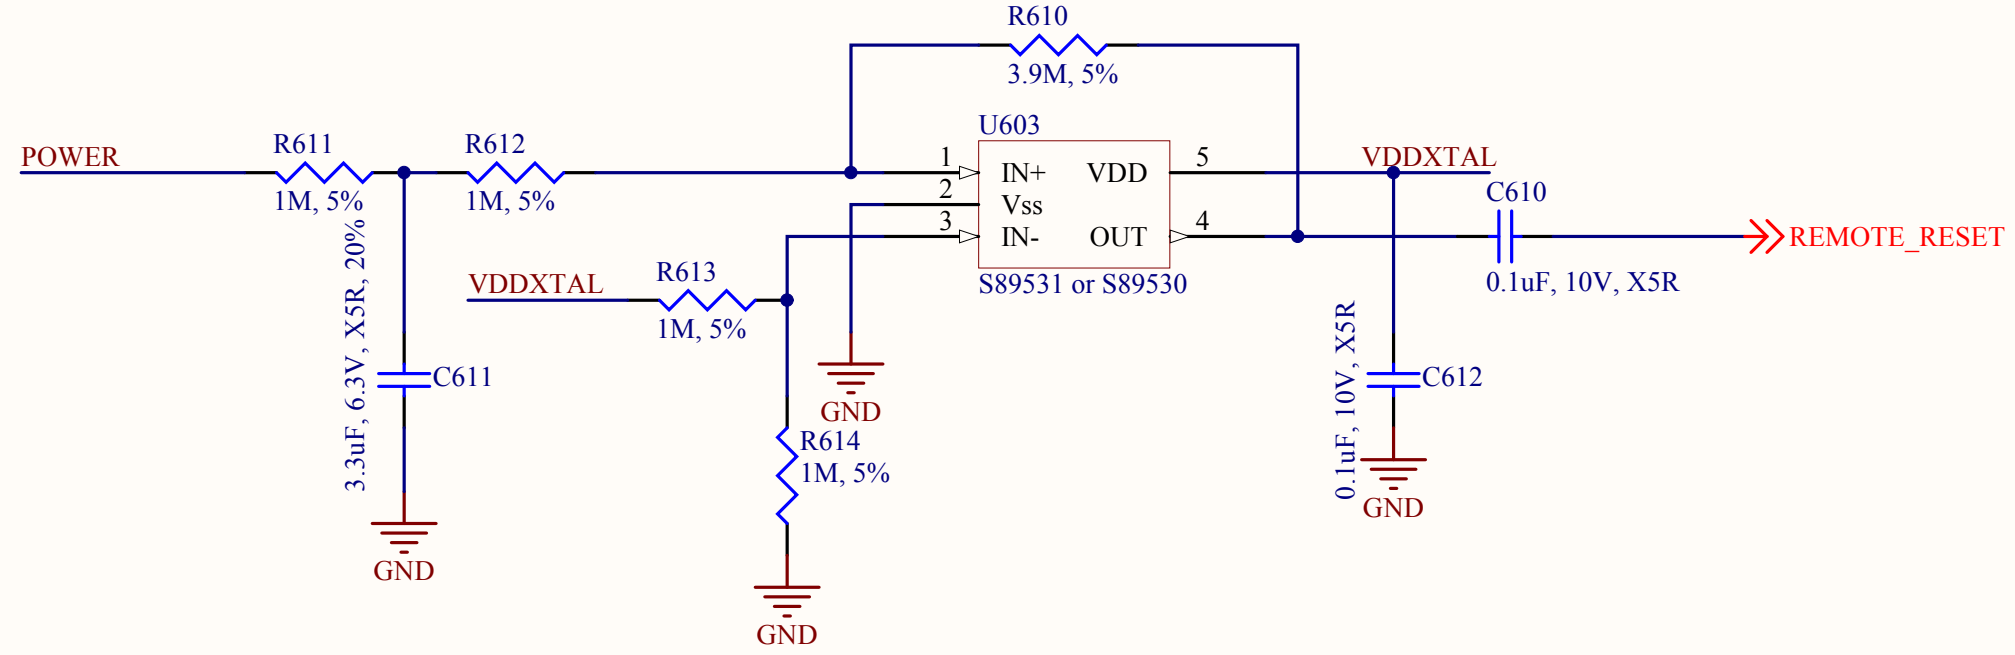 R610
3.9M, 5%
U603
POWER
R611
1M, 5%
R612
1M, 5%
1
2
3
IN+
Vss
IN-
VDD
OUT
5
4
S89531 or S89530
VDDXTAL
C610
0.1uF, 10V, X5R
REMOTE_RESET
VDDXTAL
R613
1M, 5%
3.3uF, 6.3V, X5R, 20%
C611
GND
GND
R614
1M, 5%
GND
0.1uF, 10V, X5R
C612
GND